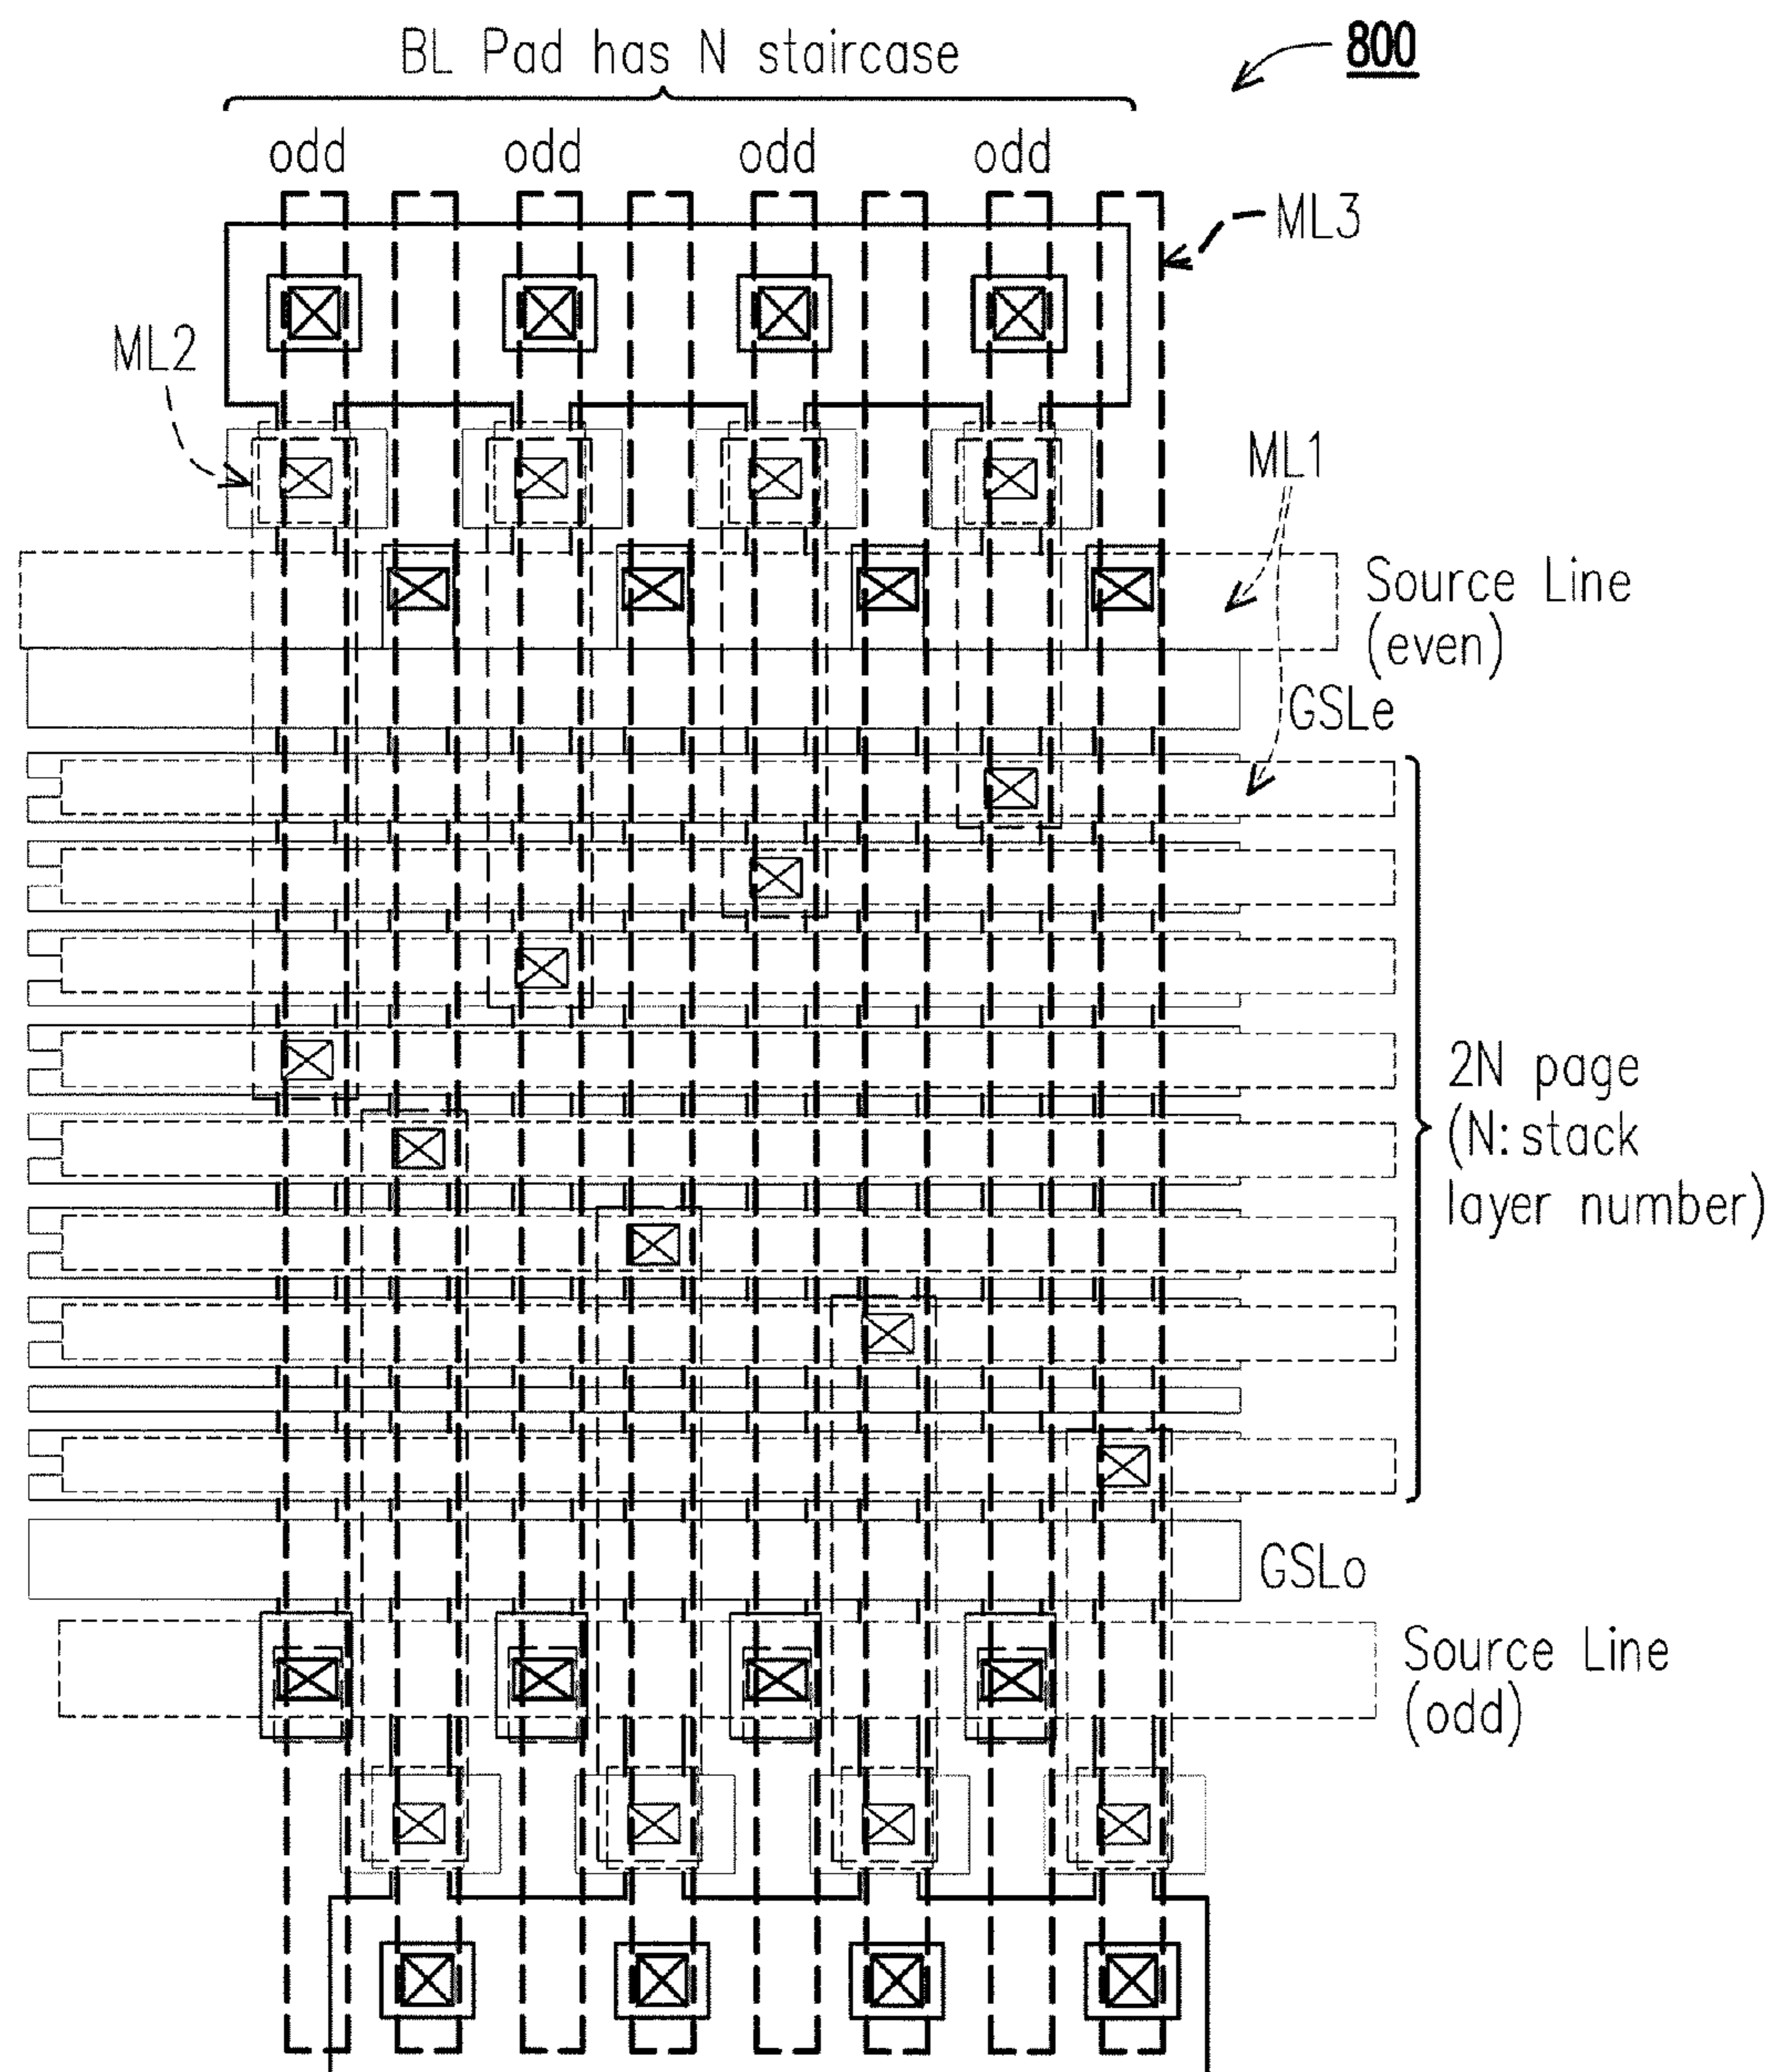 800
BL Pad has N staircase
odd odd odd odd
ML3
ML2
ML1
Source Line
(even)
GSLe
2N page
(N: stack
layer number)
GSLo
Source Line
(odd)